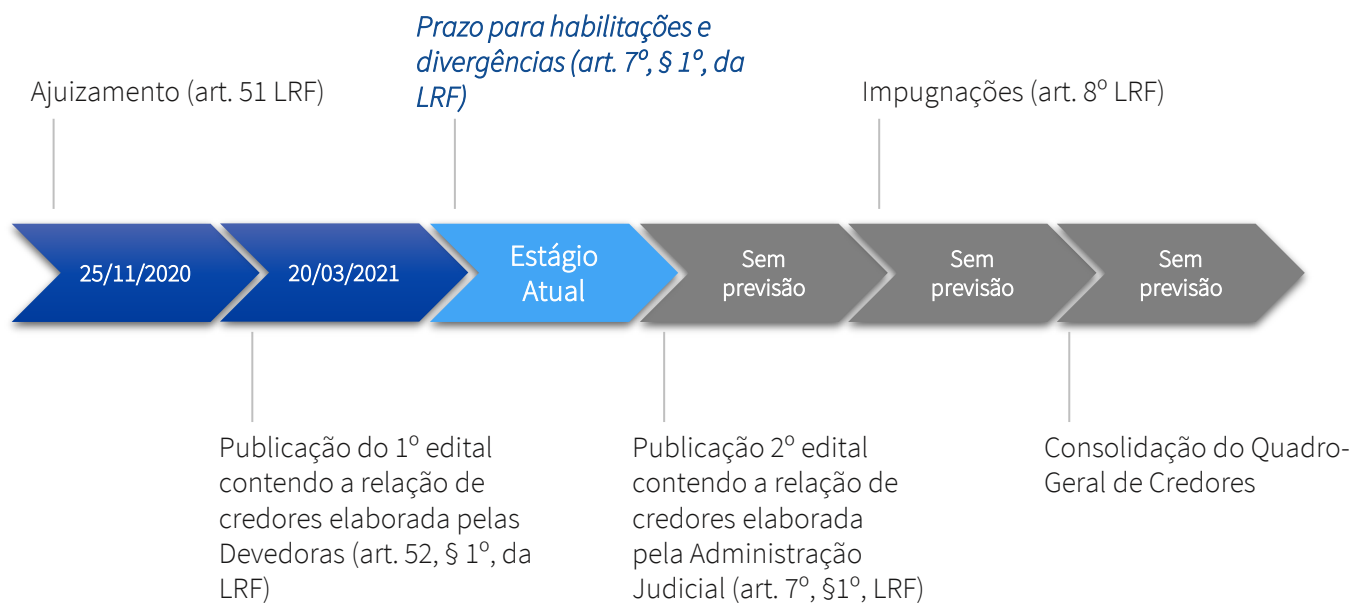 Prazo para habilitações e
divergências (art. 7º, § 1º, da
LRF)
Ajuizamento (art. 51 LRF)
Impugnações (art. 8º LRF)
25/11/2020
20/03/2021
Estágio
Atual
Sem
previsão
Sem
previsão
Sem
previsão
Publicação do 1º edital
contendo a relação de
credores elaborada pelas
Devedoras (art. 52, § 1º, da
LRF)
Publicação 2º edital
contendo a relação de
credores elaborada
pela Administração
Judicial (art. 7º, §1º, LRF)
Consolidação do Quadro-
Geral de Credores